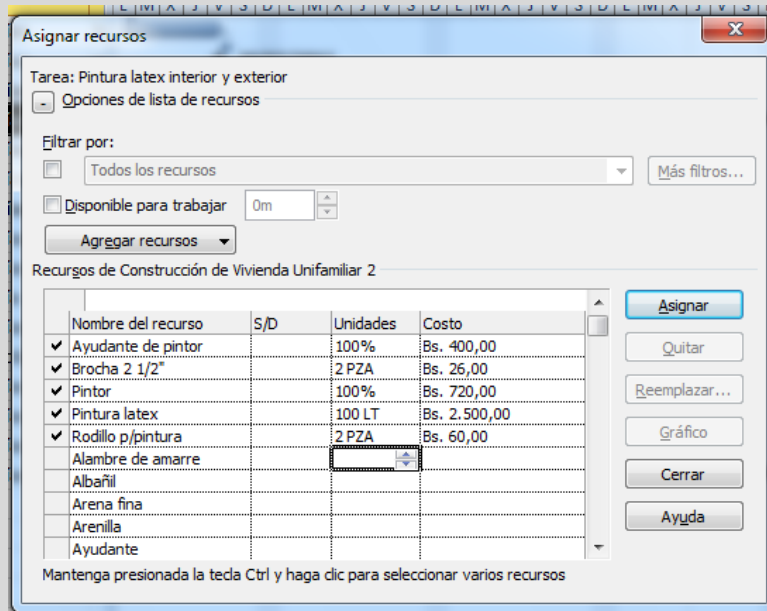 L M X J V S D L M X J V S D L M X J V S D L M X J V S
Asignar recursos
X
Tarea: Pintura latex interior y exterior
- Opciones de lista de recursos
Filtrar por:
Todos los recursos Más filtros...
Disponible para trabajar 0m
Agregar recursos
Recursos de Construcción de Vivienda Unifamiliar 2
Nombre del recurso S/D Unidades Costo
Ayudante de pintor 100% Bs. 400,00
Brocha 2 1/2" 2 PZA Bs. 26,00
Pintor 100% Bs. 720,00
Pintura latex 100 LT Bs. 2.500,00
Rodillo p/pintura 2 PZA Bs. 60,00
Alambre de amarre
Albañil
Arena fina
Arenilla
Ayudante
Asignar
Quitar
Reemplazar...
Gráfico
Cerrar
Ayuda
Mantenga presionada la tecla Ctrl y haga clic para seleccionar varios recursos